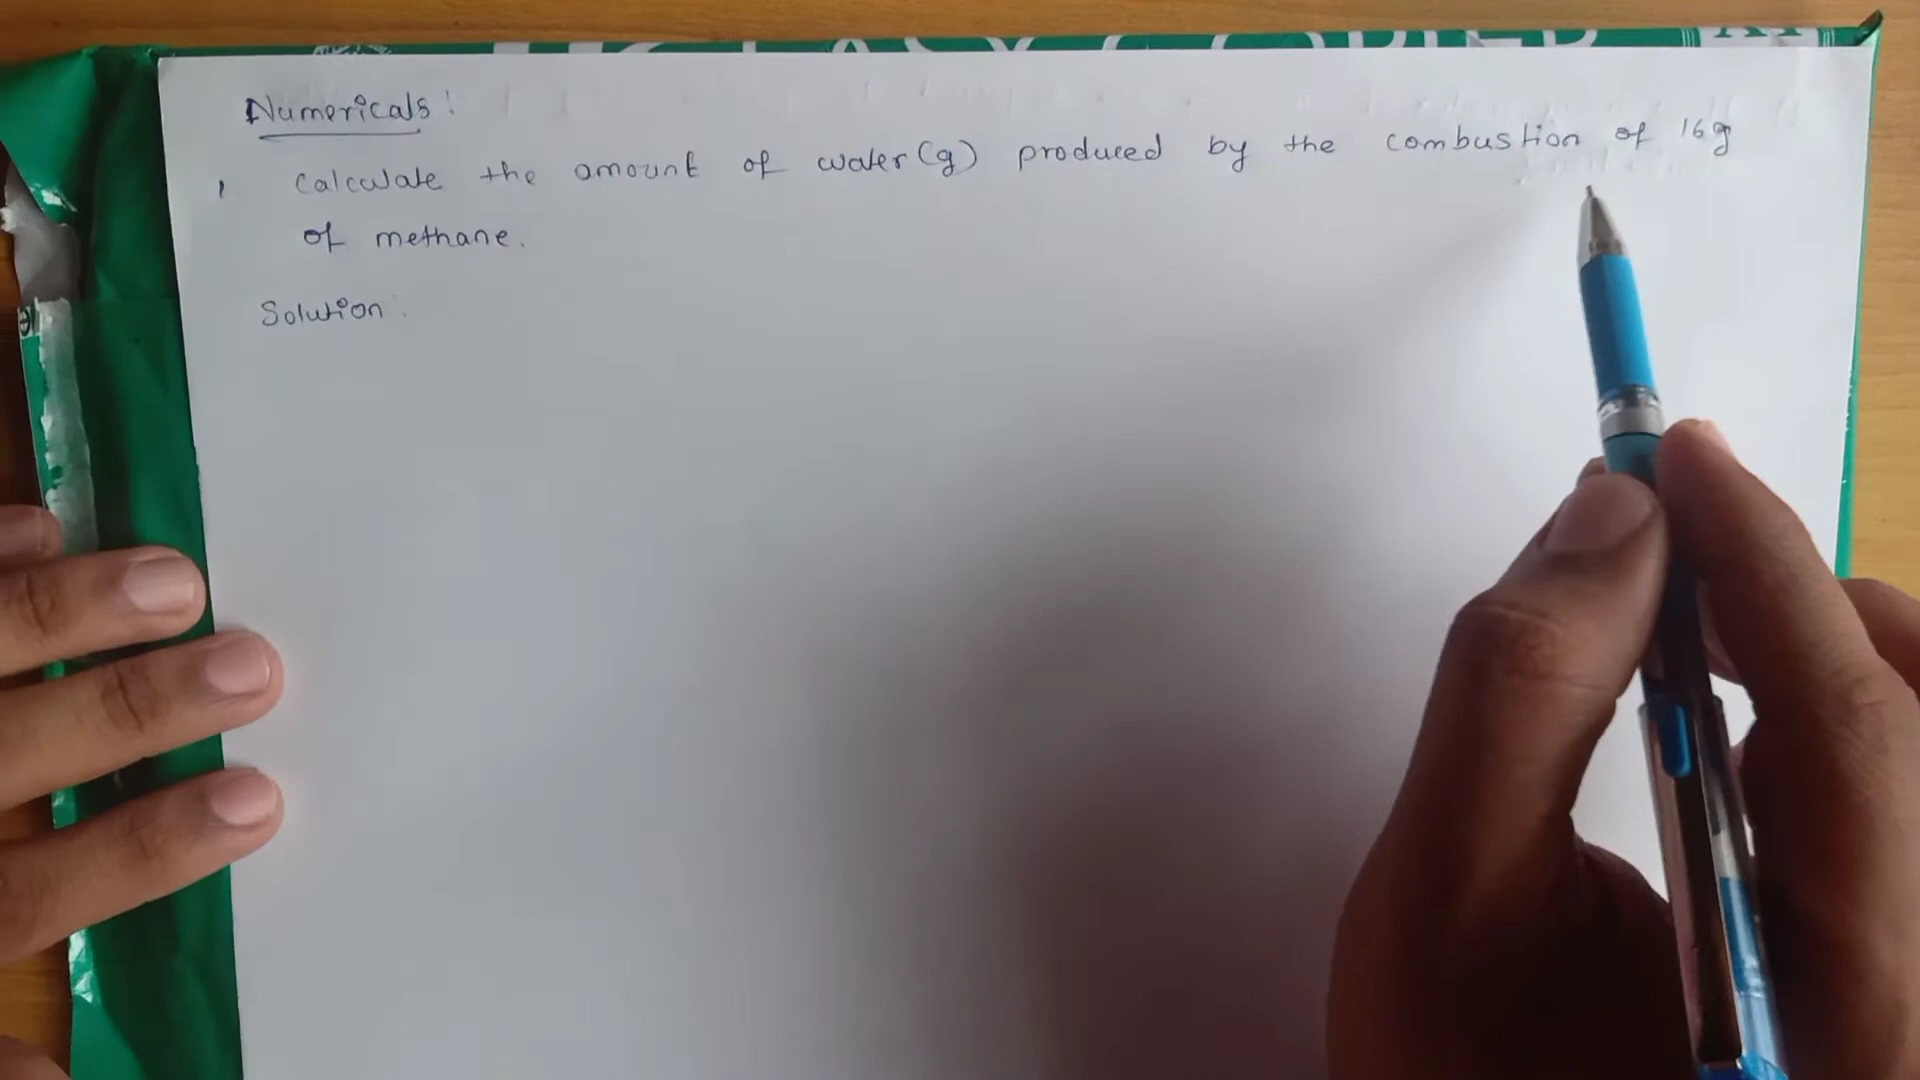 Numericals!
1 Calculate the amount of water(g) produced by the combustion of 16g
of methane.
Solution: